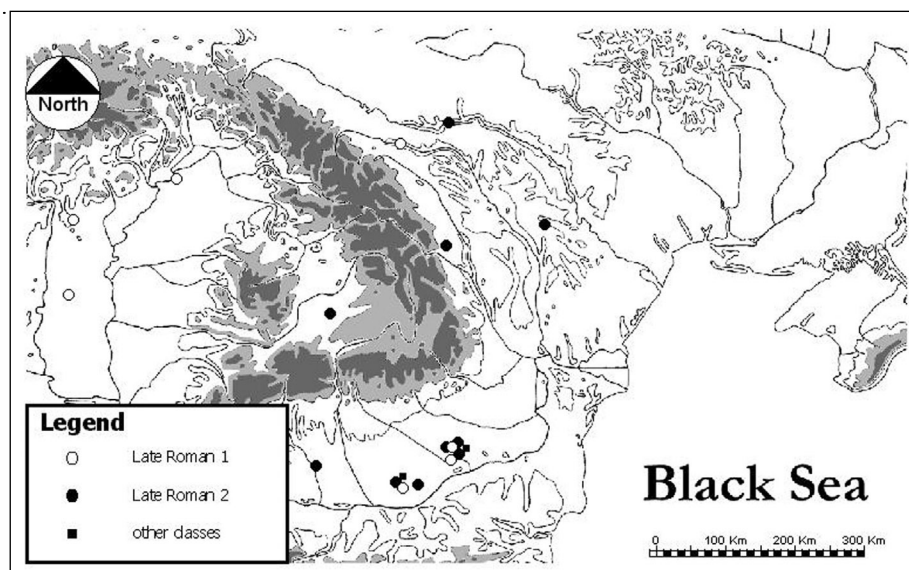 North
Legend
Late Roman 1
Late Roman 2
other classes
Black Sea
0 100 Km 200 Km 300 Km